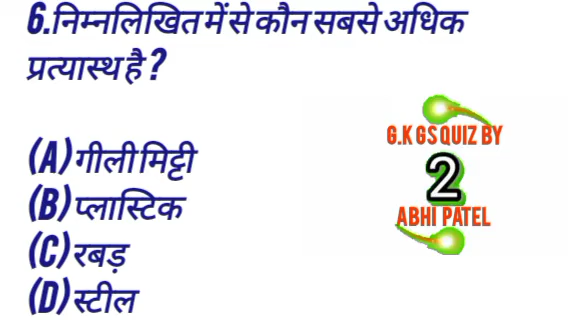 6.निम्नलिखित में से कौन सबसे अधिक
प्रत्यास्थ है ?
(A) गीली मिट्टी
(B) प्लास्टिक
(C) रबड़
(D) स्टील
G.K GS QUIZ BY
2
ABHI PATEL